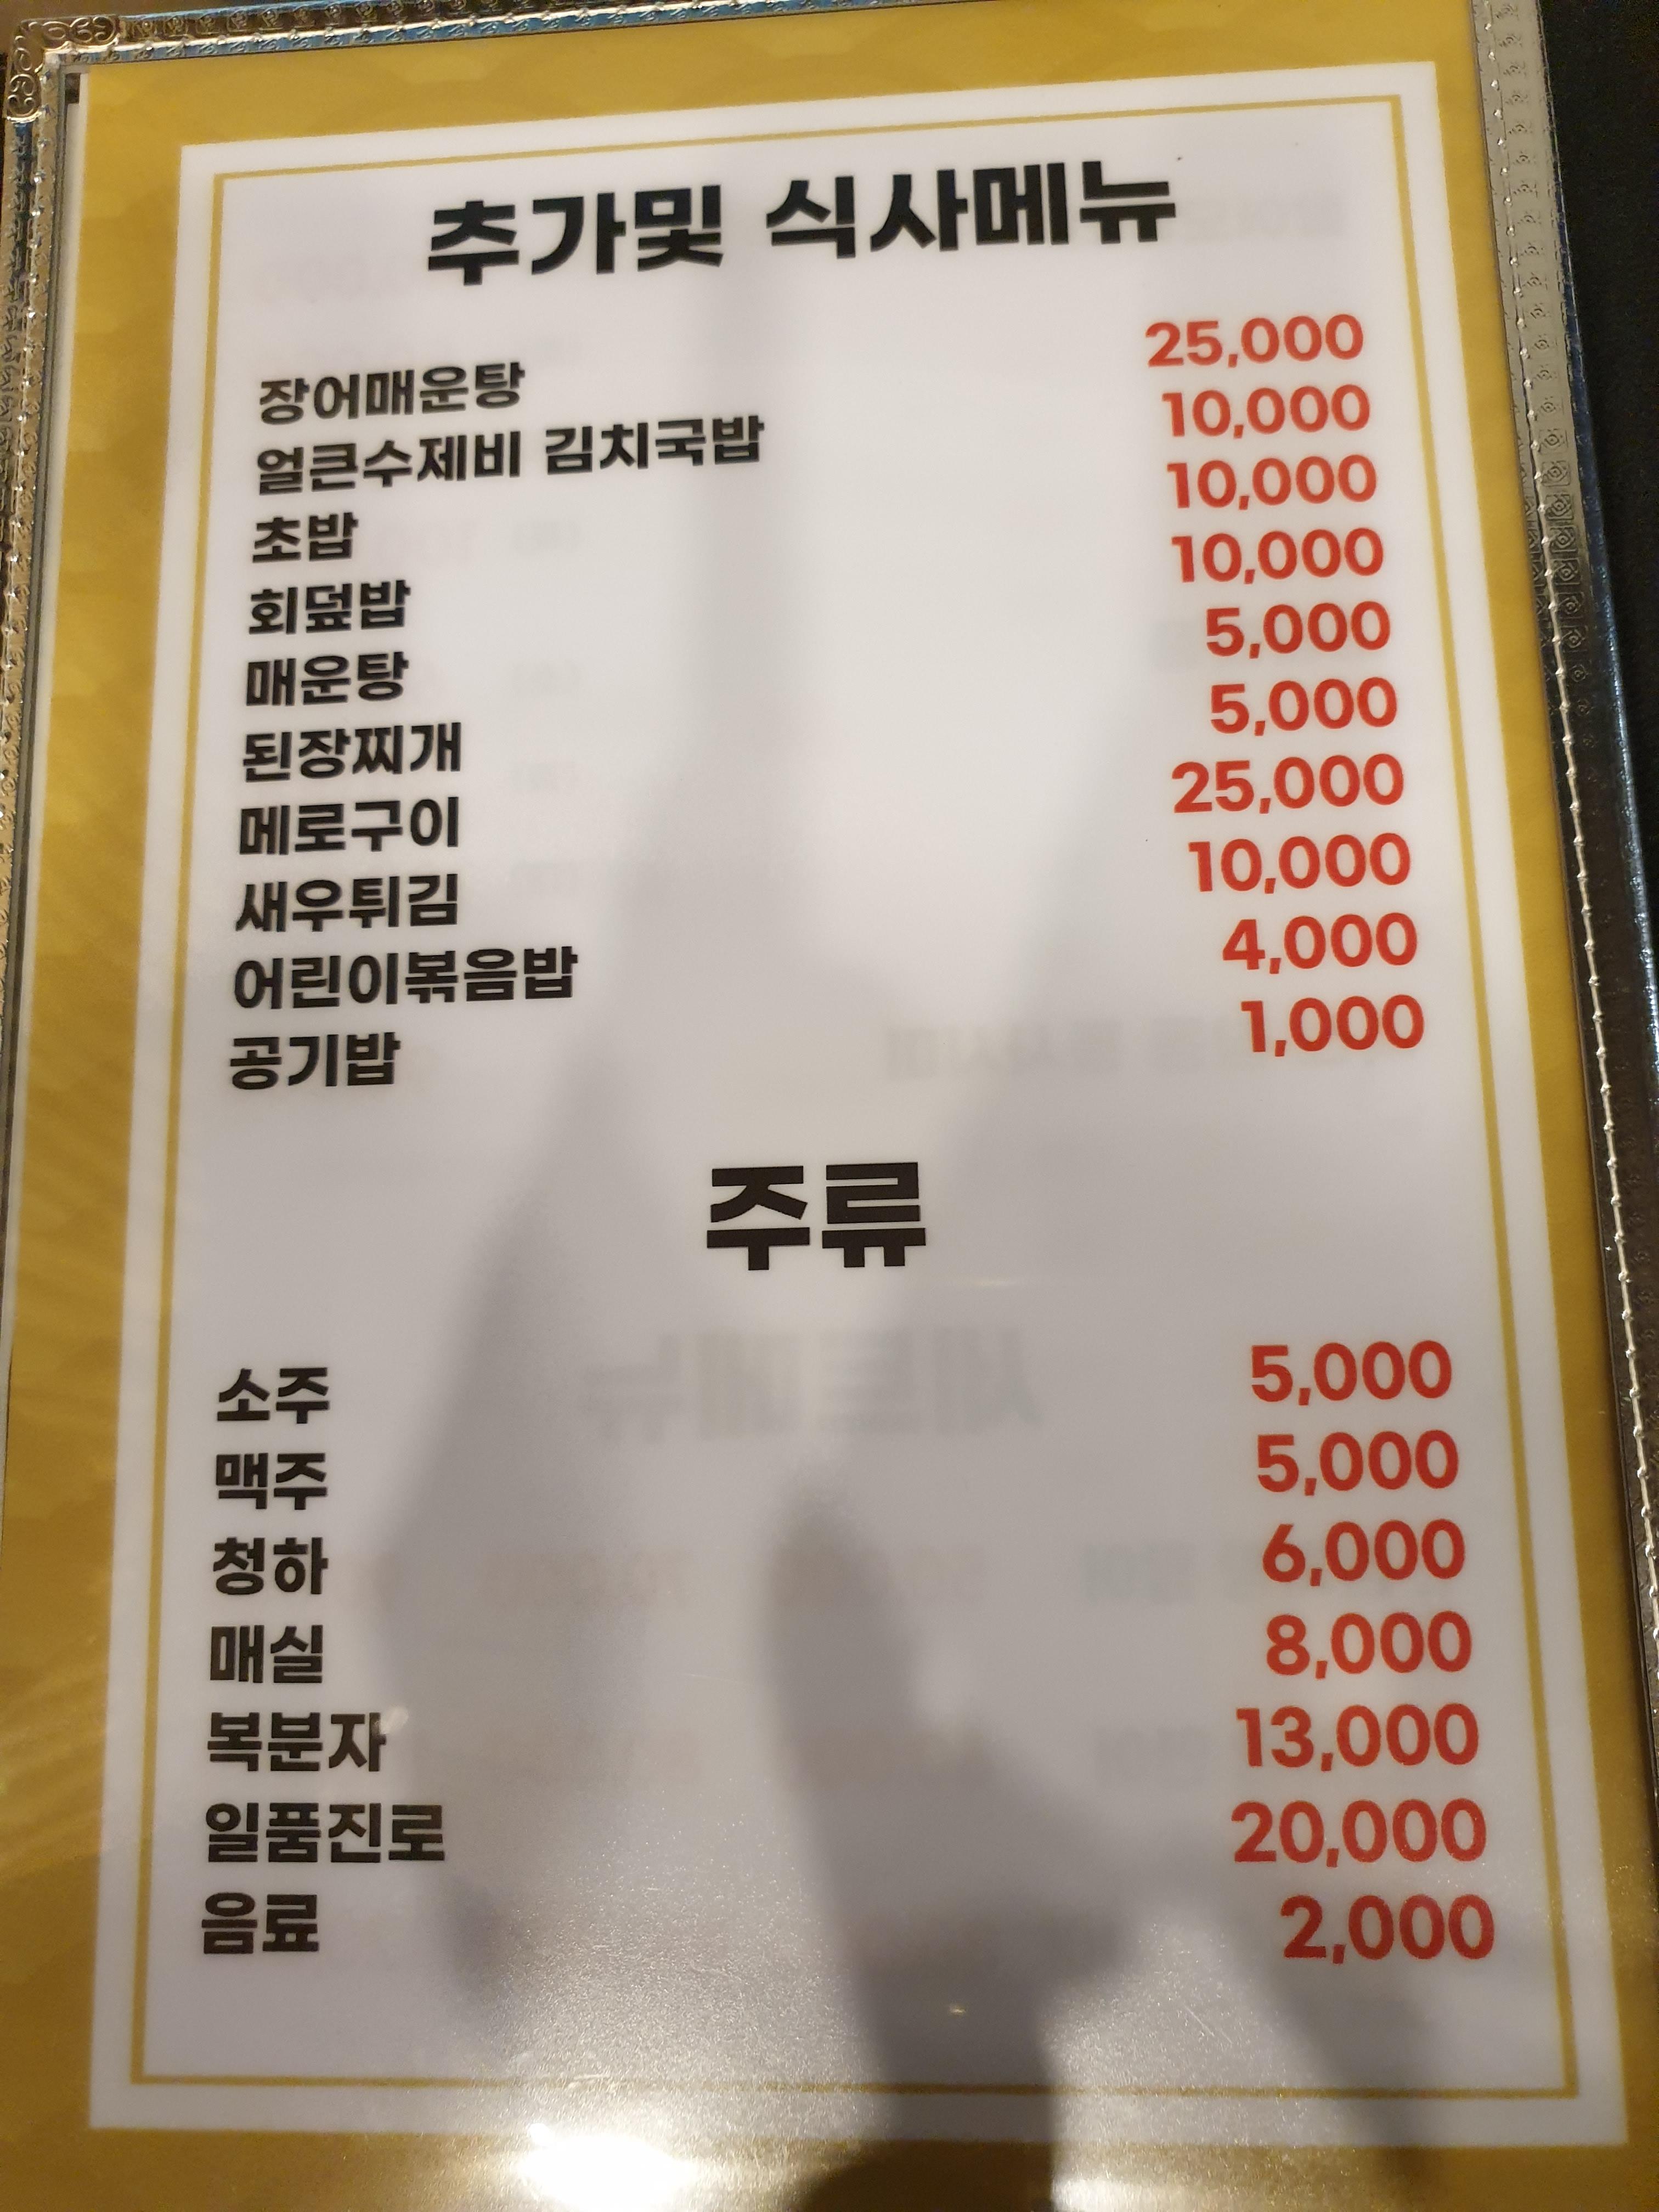 추가및 식사메뉴
장어매운탕 25,000
얼큰수제비 김치국밥 10,000
초밥 10,000
회덮밥 10,000
매운탕 5,000
된장찌개 5,000
메로구이 25,000
새우튀김 10,000
어린이볶음밥 4,000
공기밥 1,000
주류
소주 5,000
맥주 5,000
청하 6,000
매실 8,000
복분자 13,000
일품진로 20,000
음료 2,000